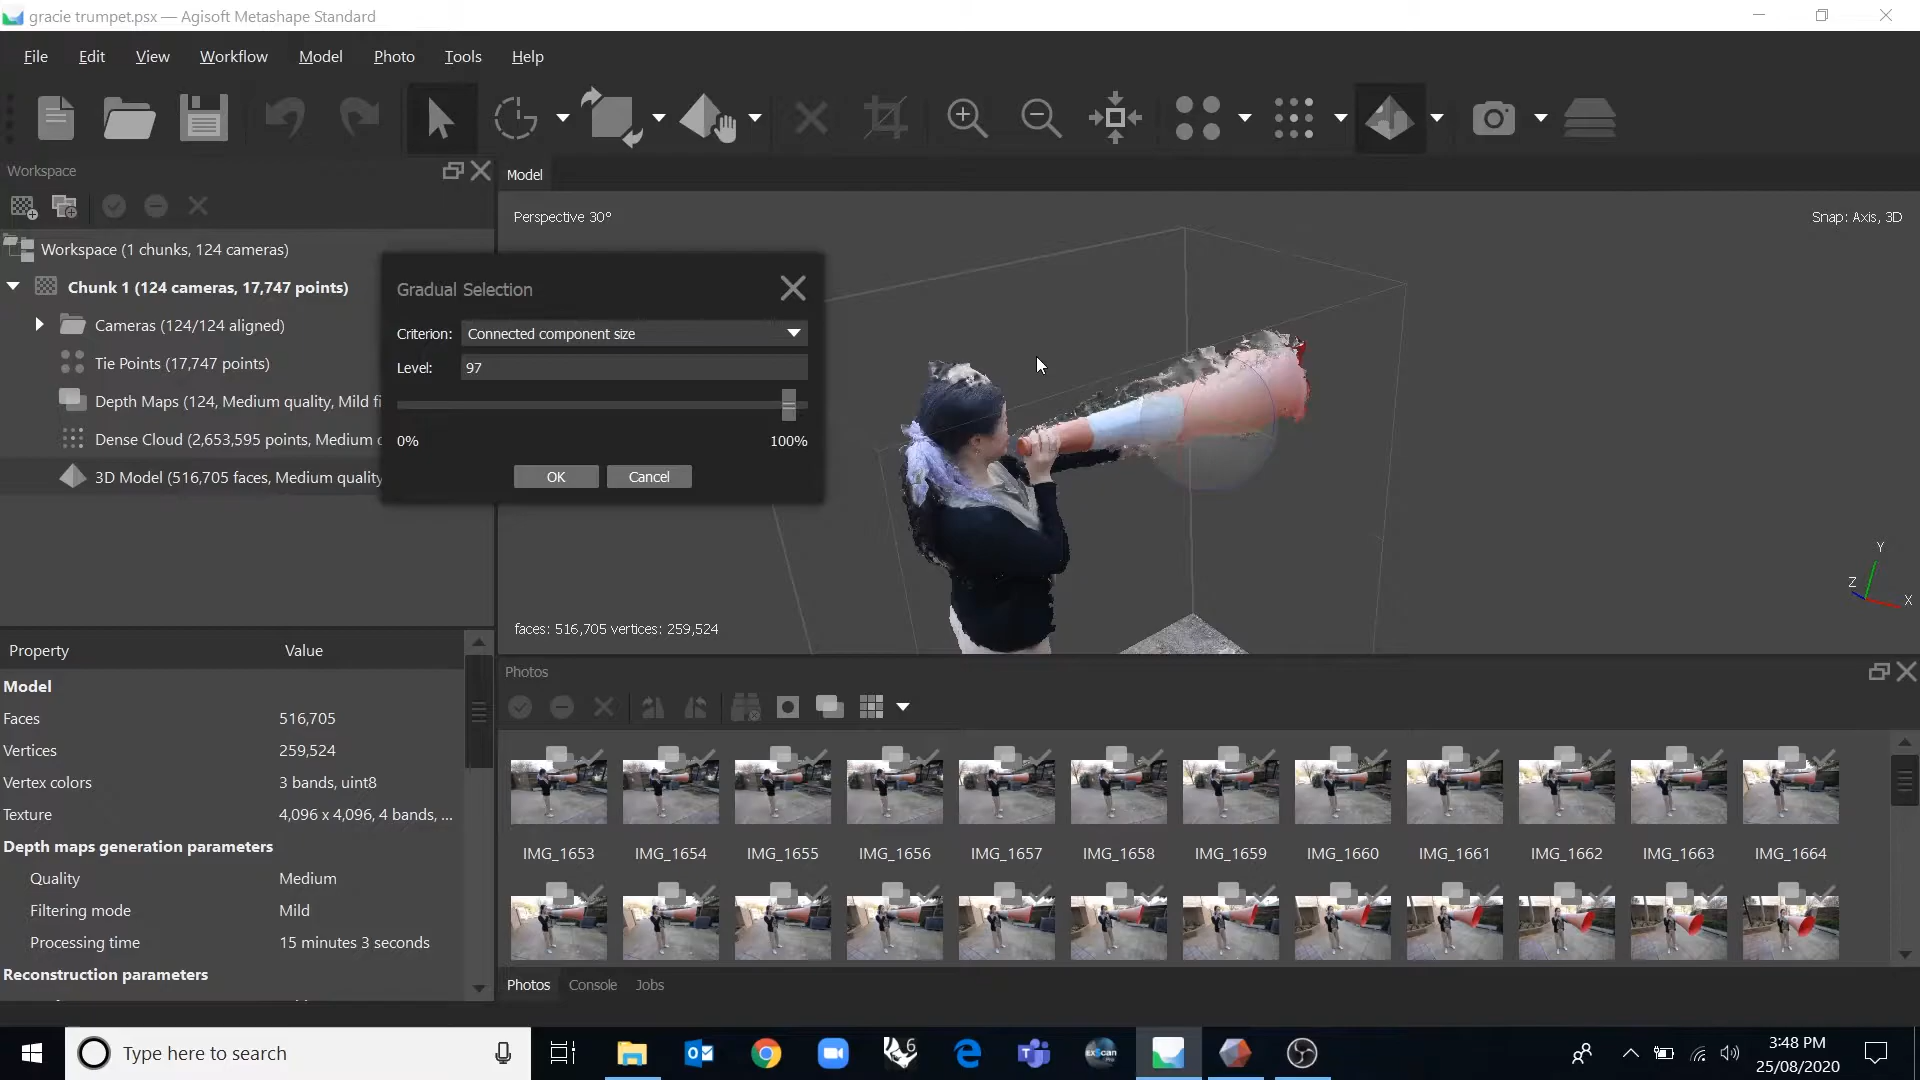 gracie trumpet.psx — Agisoft Metashape Standard
File Edit View Workflow Model Photo Tools Help
Workspace
Model
Perspective 30°
Snap: Axis, 3D
Workspace (1 chunks, 124 cameras)
Chunk 1 (124 cameras, 17,747 points)
Cameras (124/124 aligned)
Tie Points (17,747 points)
Depth Maps (124, Medium quality, Mild fi
Dense Cloud (2,653,595 points, Medium
3D Model (516,705 faces, Medium quality,
Gradual Selection
Criterion: Connected component size
Level: 97
0% 100%
OK Cancel
Y
Z
X
faces: 516,705 vertices: 259,524
Property Value
Model
Faces 516,705
Vertices 259,524
Vertex colors 3 bands, uint8
Texture 4,096 x 4,096, 4 bands, ...
Depth maps generation parameters
Quality Medium
Filtering mode Mild
Processing time 15 minutes 3 seconds
Reconstruction parameters
Photos
IMG_1653 IMG_1654 IMG_1655 IMG_1656 IMG_1657 IMG_1658 IMG_1659 IMG_1660 IMG_1661 IMG_1662 IMG_1663 IMG_1664
Photos Console Jobs
Type here to search
6
EXScan
Pro
3:48 PM
25/08/2020